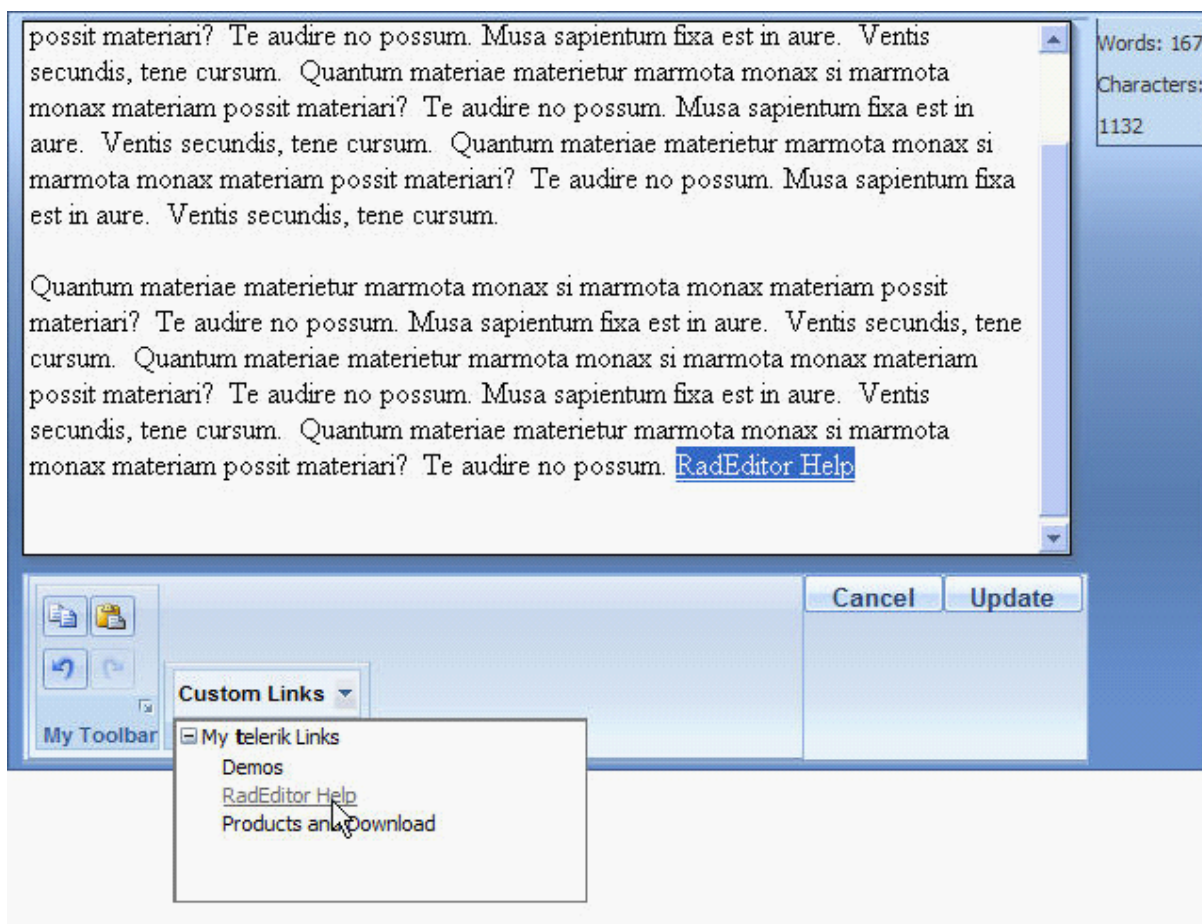 possit materiari?  Te audire no possum. Musa sapientum fixa est in aure.  Ventis
secundis, tene cursum.  Quantum materiae materietur marmota monax si marmota
monax materiam possit materiari?  Te audire no possum. Musa sapientum fixa est in
aure.  Ventis secundis, tene cursum.  Quantum materiae materietur marmota monax si
marmota monax materiam possit materiari?  Te audire no possum. Musa sapientum fixa
est in aure.  Ventis secundis, tene cursum.
Quantum materiae materietur marmota monax si marmota monax materiam possit
materiari?  Te audire no possum. Musa sapientum fixa est in aure.  Ventis secundis, tene
cursum.  Quantum materiae materietur marmota monax si marmota monax materiam
possit materiari?  Te audire no possum. Musa sapientum fixa est in aure.  Ventis
secundis, tene cursum.  Quantum materiae materietur marmota monax si marmota
monax materiam possit materiari?  Te audire no possum. RadEditor Help
Words: 167
Characters:
1132
Cancel
Update
My Toolbar
Custom Links
My telerik Links
Demos
RadEditor Help
Products and Download